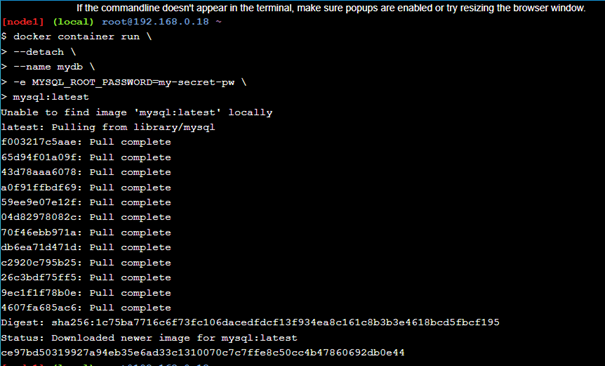 If the commandline doesn't appear in the terminal, make sure popups are enabled or try resizing the browser window.
[node1] (local) root@192.168.0.18 ~
$ docker container run \
> --detach \
> --name mydb \
> -e MYSQL_ROOT_PASSWORD=my-secret-pw \
> mysql:latest
Unable to find image 'mysql:latest' locally
latest: Pulling from library/mysql
f003217c5aae: Pull complete
65d94f01a09f: Pull complete
43d78aaa6078: Pull complete
a0f91ffbdf69: Pull complete
59ee9e07e12f: Pull complete
04d82978082c: Pull complete
70f46ebb971a: Pull complete
db6ea71d471d: Pull complete
c2920c795b25: Pull complete
26c3bdf75ff5: Pull complete
9ec1f1f78b0e: Pull complete
4607fa685ac6: Pull complete
Digest: sha256:1c75ba7716c6f73fc106dacedfdcf13f934ea8c161c8b3b3e4618bcd5fbcf195
Status: Downloaded newer image for mysql:latest
ce97bd50319927a94eb35e6ad33c1310070c7c7ffe8c50cc4b47860692db0e44